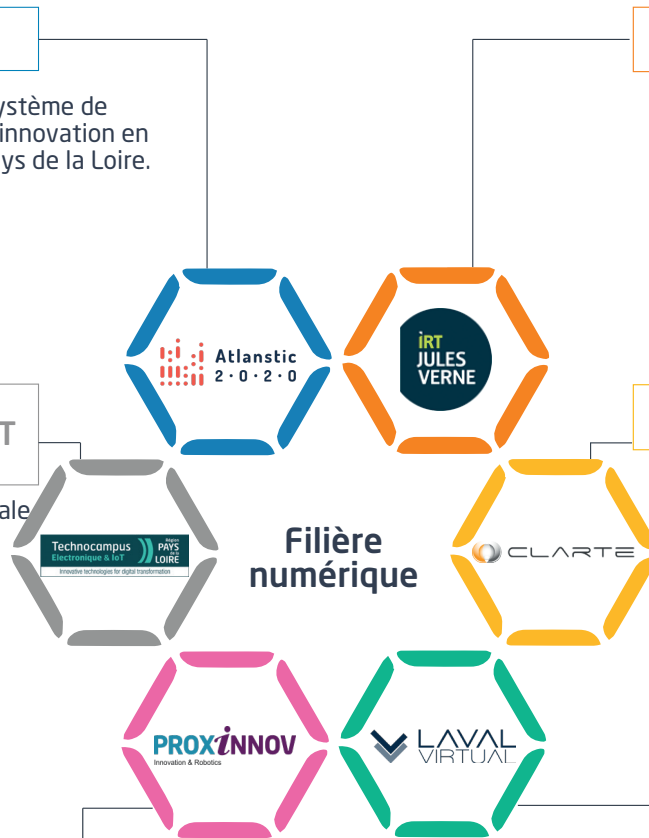 ystème de
innovation en
ys de la Loire.
Atlanstic
2·0·2·0
iRT
JULES
VERNE
T
ale
Technocampus
Electronique & IoT
Région
PAYS
de la
LOIRE
Innovative technologies for digital transformation
Filière
numérique
CLARTE
PROXiNNOV
Innovation & Robotics
LAVAL
VIRTUAL